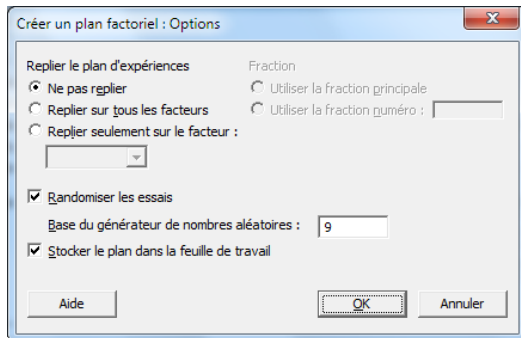 Créer un plan factoriel : Options
Replier le plan d'expériences
Ne pas replier
Replier sur tous les facteurs
Replier seulement sur le facteur :
Fraction
Utiliser la fraction principale
Utiliser la fraction numéro :
Randomiser les essais
Base du générateur de nombres aléatoires : 9
Stocker le plan dans la feuille de travail
Aide
OK
Annuler